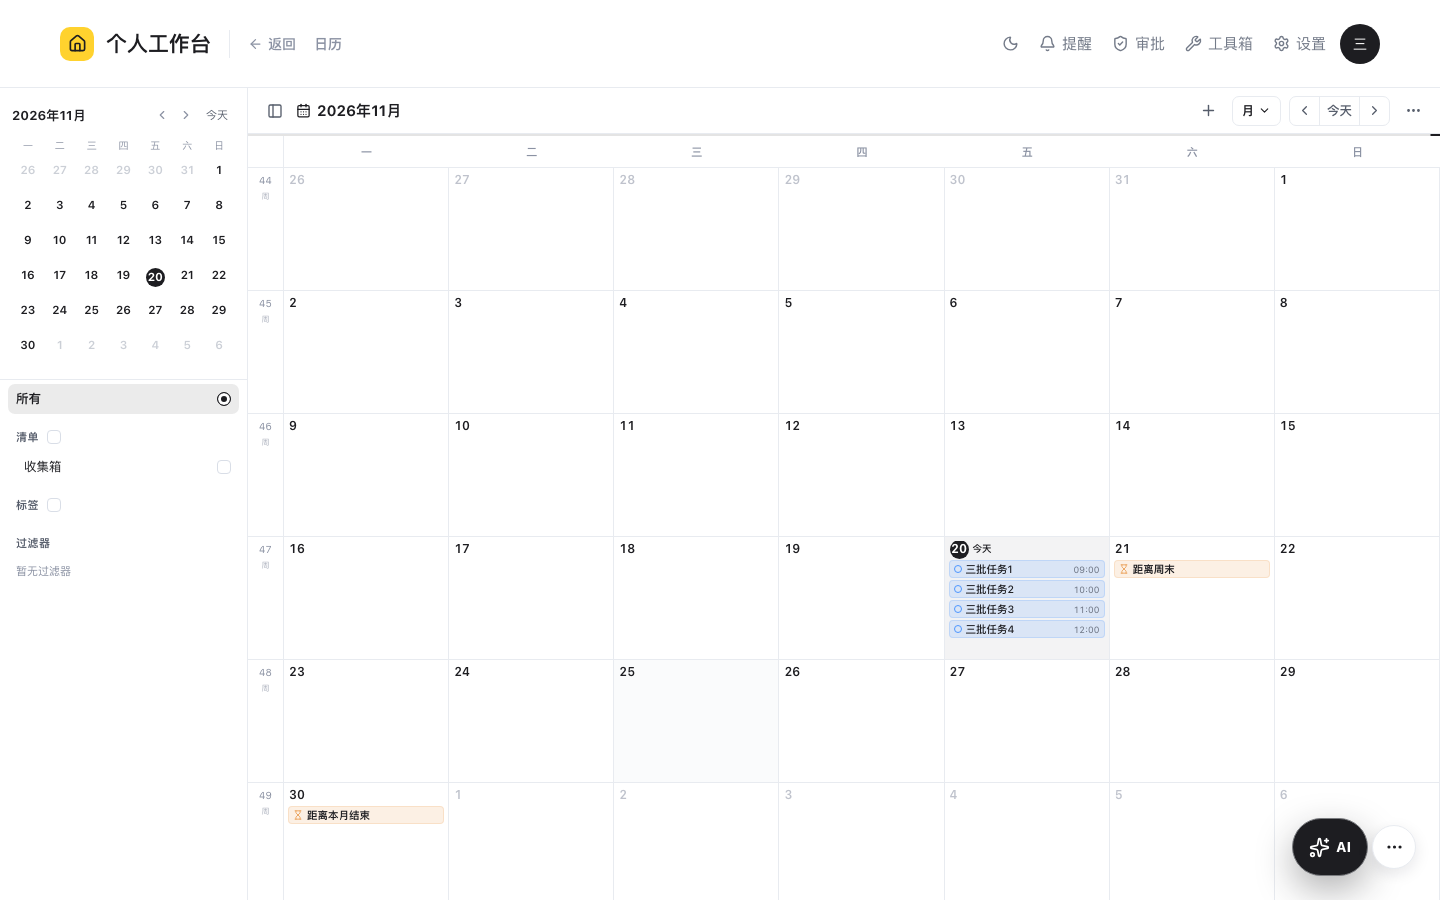 个人工作台
返回 日历
提醒 审批 工具箱 设置 三
2026年11月 今天
一 二 三 四 五 六 日
26 27 28 29 30 31 1
2 3 4 5 6 7 8
9 10 11 12 13 14 15
16 17 18 19 20 21 22
23 24 25 26 27 28 29
30 1 2 3 4 5 6
所有
清单
收集箱
标签
过滤器
暂无过滤器
2026年11月
月 今天
一 二 三 四 五 六 日
44 周 26 27 28 29 30 31 1
45 周 2 3 4 5 6 7 8
46 周 9 10 11 12 13 14 15
47 周 16 17 18 19 20 今天 21 22
三批任务1 09:00
三批任务2 10:00
三批任务3 11:00
三批任务4 12:00
距离周末
48 周 23 24 25 26 27 28 29
49 周 30 1 2 3 4 5 6
距离本月结束
AI